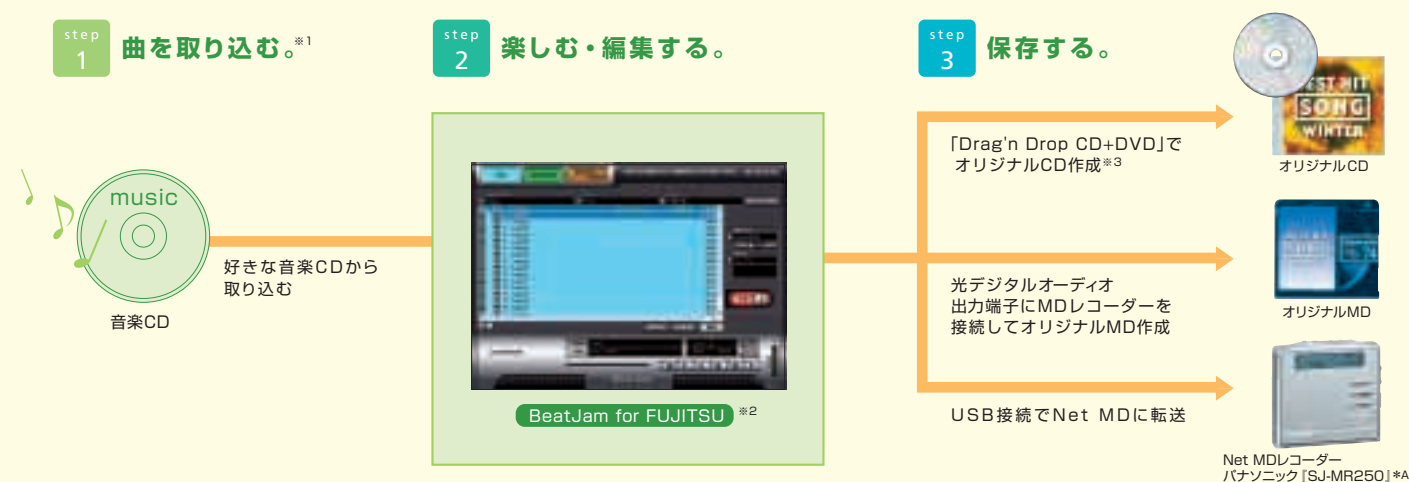 step
1
曲を取り込む。※1
step
2
楽しむ・編集する。
step
3
保存する。
music
音楽CD
好きな音楽CDから
取り込む
BeatJam for FUJITSU ※2
「Drag'n Drop CD+DVD」で
オリジナルCD作成※3
BEST HIT
SONG
WINTER
オリジナルCD
光デジタルオーディオ
出力端子にMDレコーダーを
接続してオリジナルMD作成
オリジナルMD
USB接続でNet MDに転送
Net MDレコーダー
パナソニック『SJ-MR250』*A